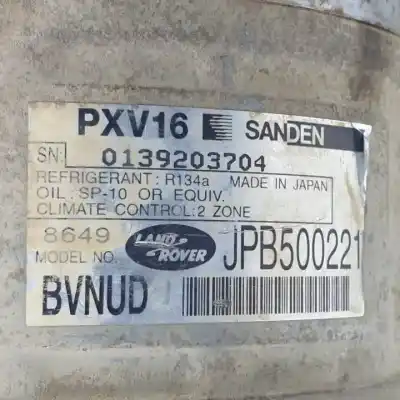 PXV16 SANDEN
SN: 0139203704
REFRIGERANT : R134a MADE IN JAPAN
OIL : SP-10 OR EQUIV.
CLIMATE CONTROL:2 ZONE
8649 LAND ROVER JPB500221
MODEL NO.
BVNUD